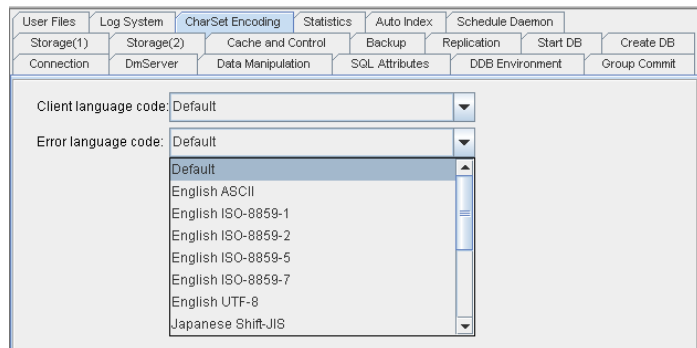 User Files Log System CharSet Encoding Statistics Auto Index Schedule Daemon
Storage(1) Storage(2) Cache and Control Backup Replication Start DB Create DB
Connection DmServer Data Manipulation SQL Attributes DDB Environment Group Commit
Client language code: Default
Error language code: Default
Default
English ASCII
English ISO-8859-1
English ISO-8859-2
English ISO-8859-5
English ISO-8859-7
English UTF-8
Japanese Shift-JIS